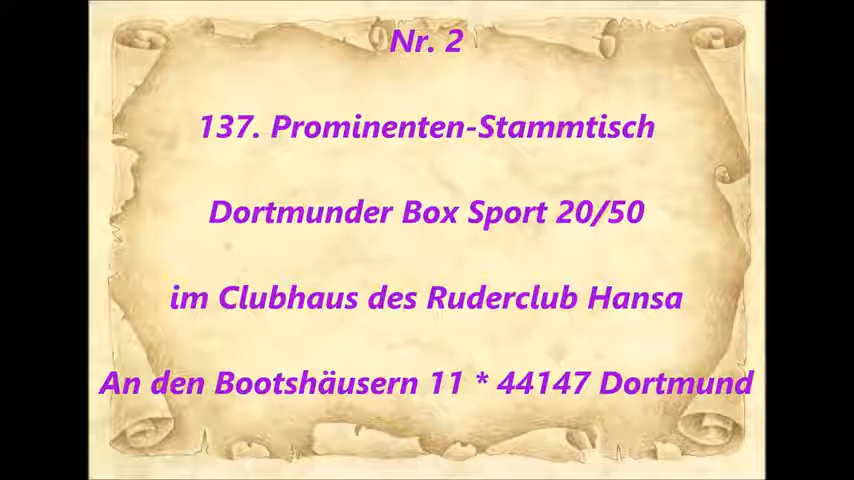 Nr. 2
137. Prominenten-Stammtisch
Dortmunder Box Sport 20/50
im Clubhaus des Ruderclub Hansa
An den Bootshäusern 11 * 44147 Dortmund